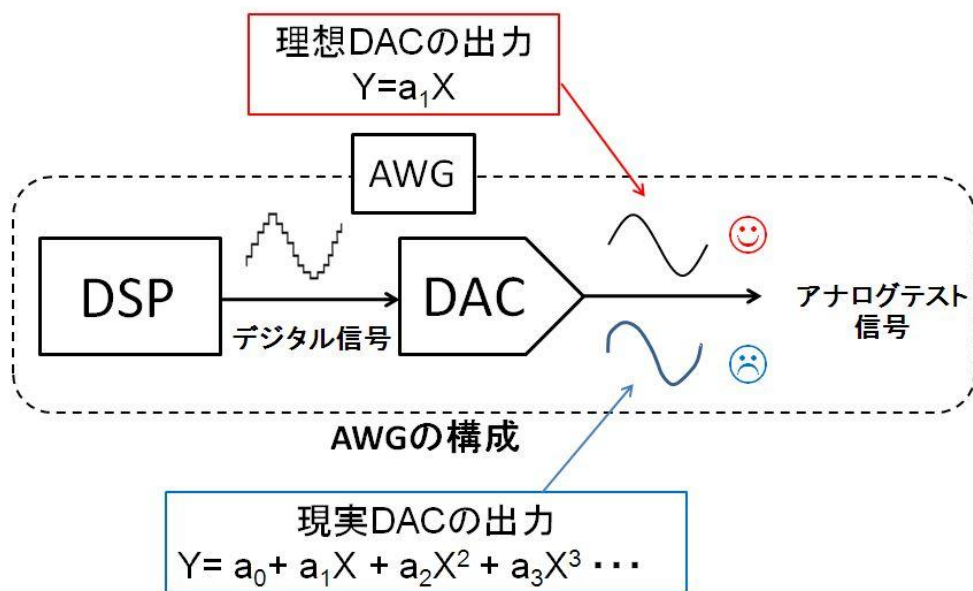 理想DACの出力
Y=a₁X
AWG
DSP
デジタル信号
DAC
アナログテスト
信号
AWGの構成
現実DACの出力
Y= a₀+ a₁X + a₂X² + a₃X³ ・・・